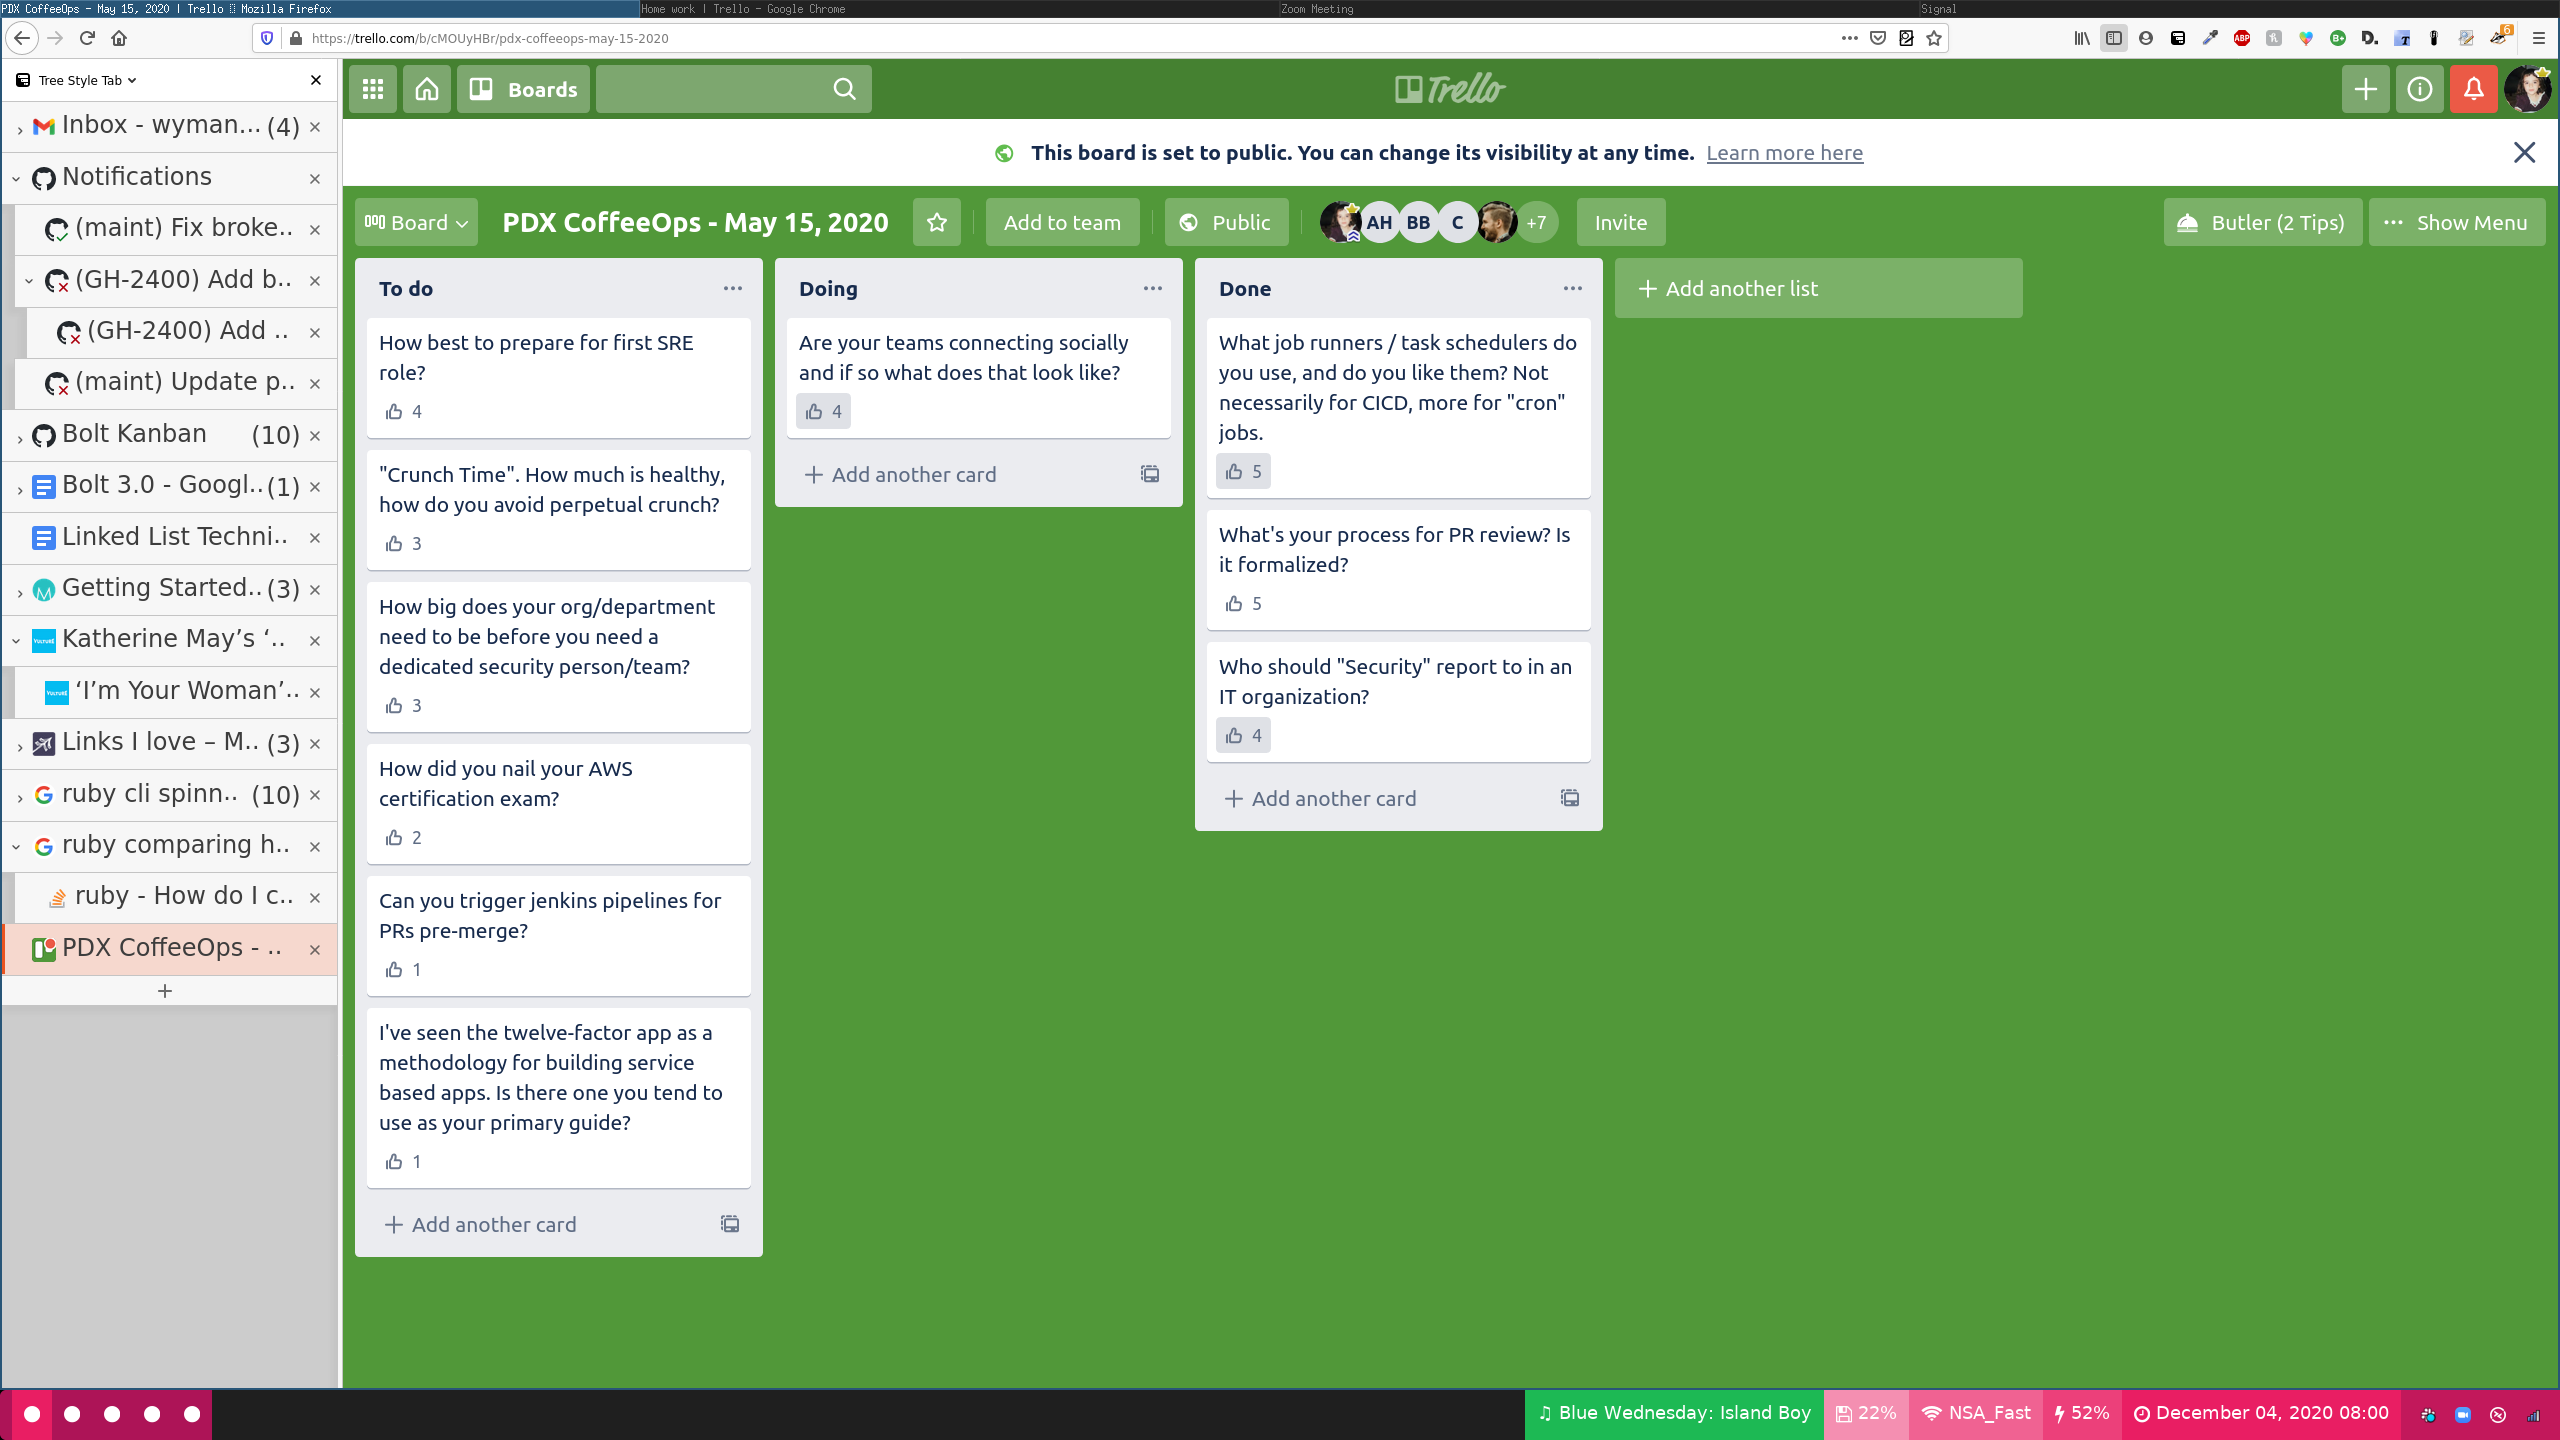 PDX CoffeeOps - May 15, 2020 | Trello
Mozilla Firefox
Home work | Trello - Google Chrome
Zoom Meeting
Signal
https://trello.com/b/cMOUyHBr/pdx-coffeeops-may-15-2020
ABP
6
Tree Style Tab
Inbox - wyman... (4)
Notifications
(maint) Fix broke..
(GH-2400) Add b..
(GH-2400) Add ..
(maint) Update p..
Bolt Kanban (10)
Bolt 3.0 - Googl.. (1)
Linked List Techni..
Getting Started.. (3)
Katherine May’s ‘..
‘I’m Your Woman’..
Links I love – M.. (3)
ruby cli spinn.. (10)
ruby comparing h..
ruby - How do I c..
PDX CoffeeOps - ..
Boards
Trello
This board is set to public. You can change its visibility at any time. Learn more here
Board
PDX CoffeeOps - May 15, 2020
Add to team
Public
AH
BB
C
+7
Invite
Butler (2 Tips)
Show Menu
To do
How best to prepare for first SRE
role?
4
"Crunch Time". How much is healthy,
how do you avoid perpetual crunch?
3
How big does your org/department
need to be before you need a
dedicated security person/team?
3
How did you nail your AWS
certification exam?
2
Can you trigger jenkins pipelines for
PRs pre-merge?
1
I've seen the twelve-factor app as a
methodology for building service
based apps. Is there one you tend to
use as your primary guide?
1
Add another card
Doing
Are your teams connecting socially
and if so what does that look like?
4
Add another card
Done
What job runners / task schedulers do
you use, and do you like them? Not
necessarily for CICD, more for "cron"
jobs.
5
What's your process for PR review? Is
it formalized?
5
Who should "Security" report to in an
IT organization?
4
Add another card
Add another list
Blue Wednesday: Island Boy
22%
NSA_Fast
52%
December 04, 2020 08:00